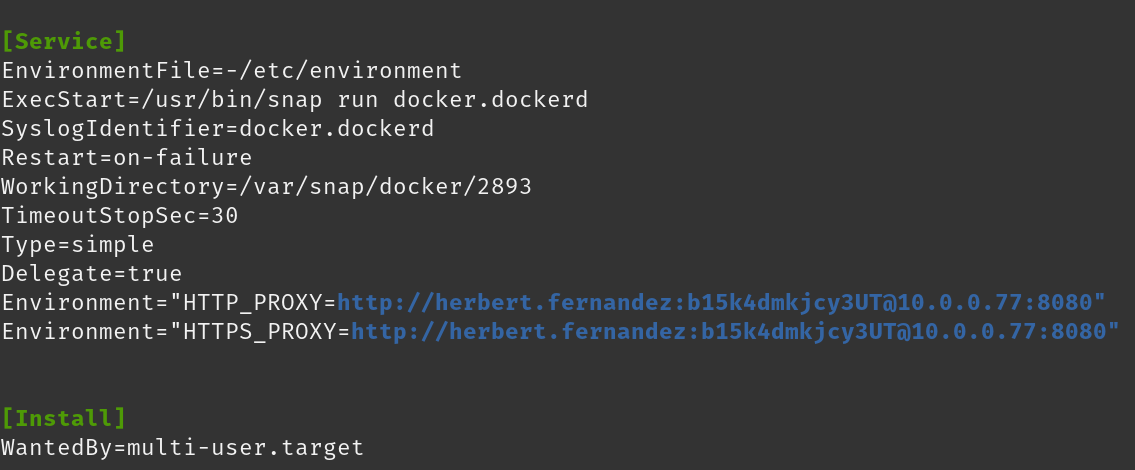 [Service]
EnvironmentFile=-/etc/environment
ExecStart=/usr/bin/snap run docker.dockerd
SyslogIdentifier=docker.dockerd
Restart=on-failure
WorkingDirectory=/var/snap/docker/2893
TimeoutStopSec=30
Type=simple
Delegate=true
Environment="HTTP_PROXY=http://herbert.fernandez:b15k4dmkjcy3UT@10.0.0.77:8080"
Environment="HTTPS_PROXY=http://herbert.fernandez:b15k4dmkjcy3UT@10.0.0.77:8080"
[Install]
WantedBy=multi-user.target